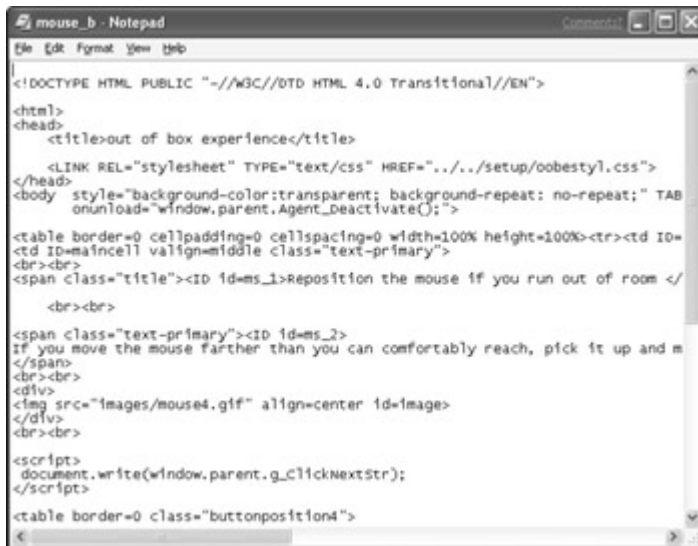 mouse_b - Notepad
Comments?
File Edit Format View Help
<!DOCTYPE HTML PUBLIC "-//W3C//DTD HTML 4.0 Transitional//EN">
<html>
<head>
<title>out of box experience</title>
<LINK REL="stylesheet" TYPE="text/css" HREF="../../setup/oobestyl.css">
</head>
<body style="background-color:transparent; background-repeat: no-repeat;" TAB
onunload="window.parent.Agent_Deactivate();">
<table border=0 cellpadding=0 cellspacing=0 width=100% height=100%><tr><td ID=
<td ID=maincell valign=middle class="text-primary">
<br><br>
<span class="title"><ID id=ms_1>Reposition the mouse if you run out of room </
<br><br>
<span class="text-primary"><ID id=ms_2>
If you move the mouse farther than you can comfortably reach, pick it up and m
</span>
<br><br>
<div>
<img src="images/mouse4.gif" align=center id=image>
</div>
<br><br>
<script>
document.write(window.parent.g_ClickNextStr);
</script>
<table border=0 class="buttonposition4">